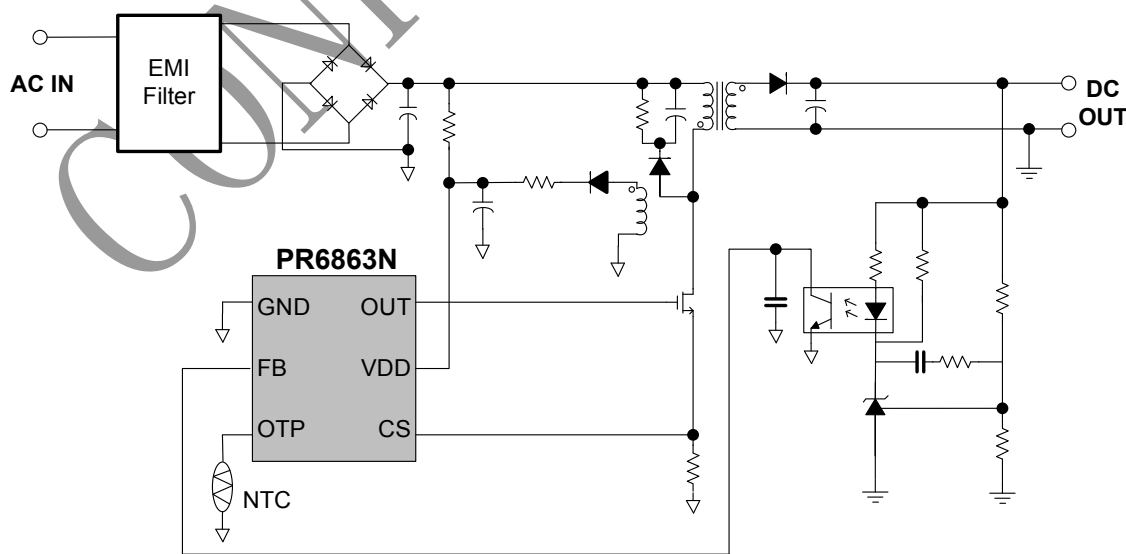 EMI
Filter
AC IN
DC
OUT
PR6863N
GND
OUT
FB
VDD
OTP
CS
NTC